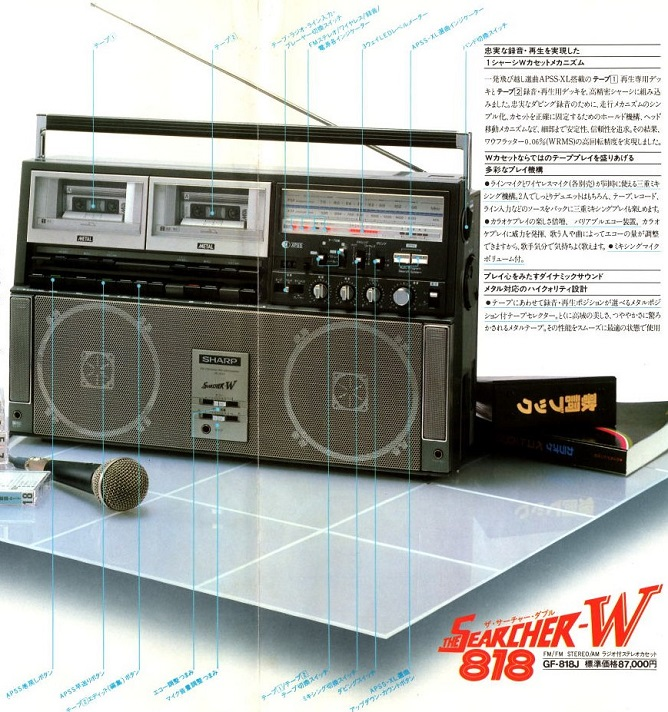 テープ①
テープ②
テープ・ラジオ・ライン入力・
プレーヤー切換スイッチ
FMステレオ/ワイヤレス/録音/
電源各インジケーター
3ウェイLEDレベルメーター
APSS-XL選曲インジケーター
バンド切換スイッチ
忠実な録音・再生を実現した
1シャーシWカセットメカニズム
一発飛び越し選曲APSS-XL搭載のテープ1再生専用デッ
キとテープ2録音・再生用デッキを、高精密シャーシに組み込
みました。忠実なダビング録音のために、走行メカニズムのシン
プル化、カセットを正確に固定するためのホールド機構、ヘッド
移動メカニズムなど、細部まで安定性、信頼性を追求。その結果、
ワウフラッター0.06%(WRMS)の高回転精度を実現しました。
Wカセットならではのテーププレイを盛りあげる
多彩なプレイ機構
●ラインマイクとワイヤレスマイク(各別売)が同時に使える三重ミキ
シング機構。2人でしっとりデュエットはもちろん、テープ、レコード、
ライン入力などのソースをバックに三重ミキシングプレイも楽しめます。
●カラオケプレイの楽しさ倍増、バリアブルエコー装置。カラオ
ケプレイに威力を発揮、歌う人や曲によってエコーの量が調整
できますから、歌手気分で気持ちよく歌えます。●ミキシングマイク
ボリューム付。
プレイ心をみたすダイナミックサウンド
メタル対応のハイクォリティ設計
●テープにあわせて録音・再生ポジションが選べるメタルポジ
ション付テープセレクター。とくに高域の美しさ、つややかさに驚ろ
かされるメタルテープ。その性能をスムーズに最適の状態で使用
METAL
METAL
APSS
SHARP
SEARCHER W
歌詞ブック
18
APSS巻戻しボタン
APSS早送りボタン
テープ②エディット(編集)ボタン
エコー調整つまみ
マイク音量調整つまみ
テープ①/テープ②
テープ切換スイッチ
ミキシング切換スイッチ
ダビングスイッチ
APSS-XL選曲
アップダウン・カウントボタン
ザ・サーチャー・ダブル
THE SEARCHER-W
818
FM/FM STEREO/AM ラジオ付ステレオカセット
GF-818J 標準価格87,000円